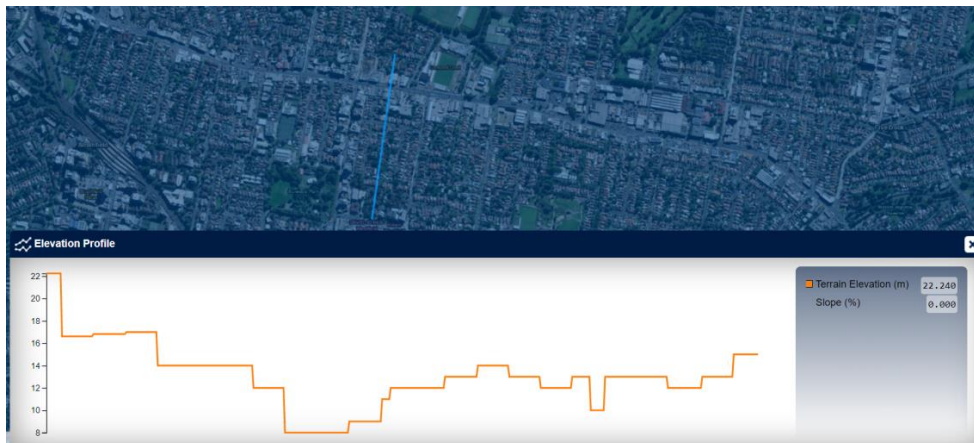 Elevation Profile
22
20
18
16
14
12
10
8
Terrain Elevation (m) 22.240
Slope (%) 0.000